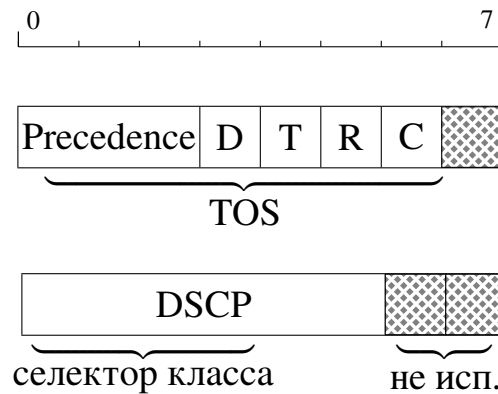 0 7
Precedence D T R C
TOS
DSCP
селектор класса не исп.